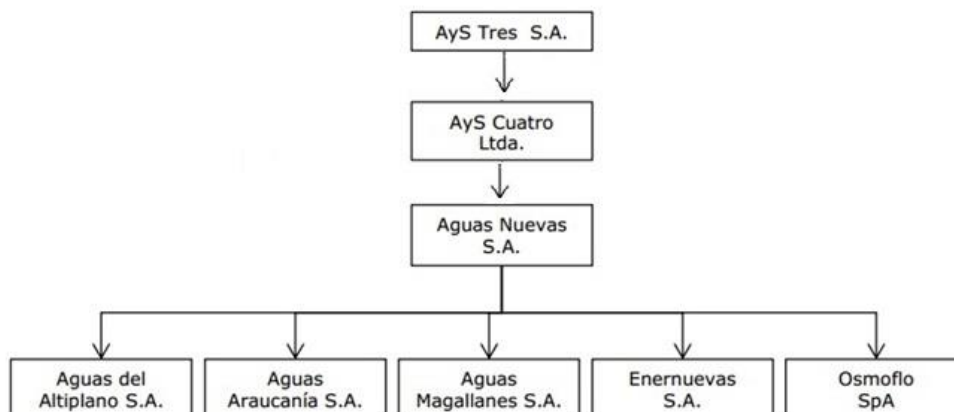 AyS Tres S.A.
AyS Cuatro
Ltda.
Aguas Nuevas
S.A.
Aguas del
Altiplano S.A.
Aguas
Araucanía S.A.
Aguas
Magallanes S.A.
Enernuevas
S.A.
Osmoflo
SpA